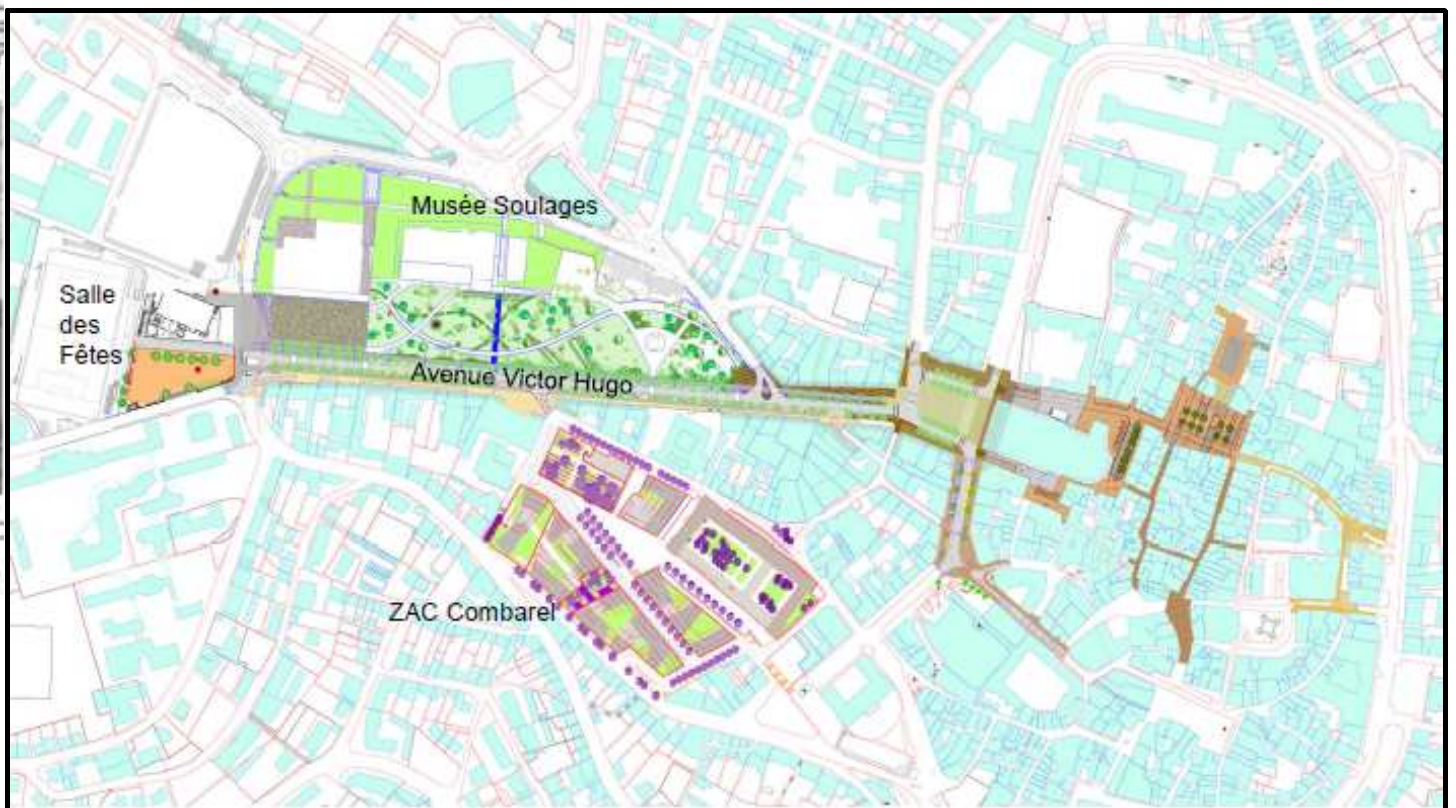 Musée Soulages
Salle
des
Fêtes
Avenue Victor Hugo
ZAC Combarel